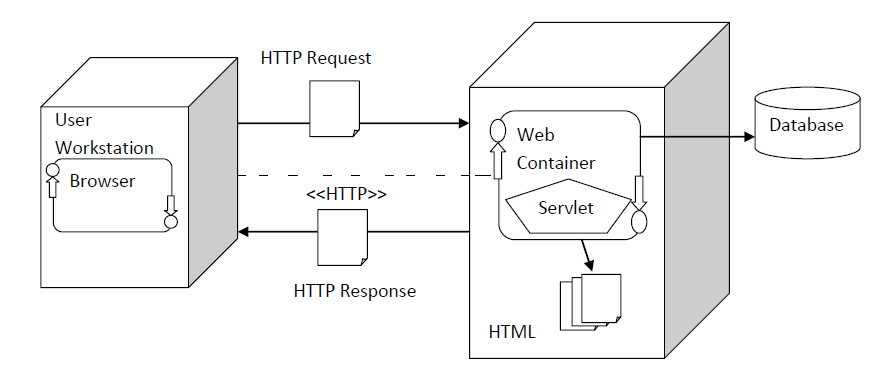 HTTP Request
User
Workstation
Browser
<<HTTP>>
HTTP Response
Web
Container
Servlet
HTML
Database